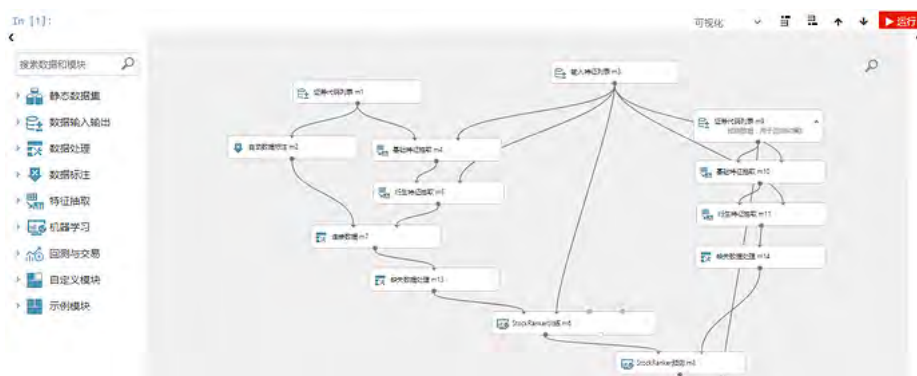 In [1]:
可视化
运行
搜索数据和模块
静态数据集
数据输入输出
数据处理
数据标注
特征抽取
机器学习
回测与交易
自定义模块
示例模块
输入特征列表 m3
证券代码列表 m1
证券代码列表 m9
自动数据标注 m2
基础特征抽取 m4
基础特征抽取 m10
衍生特征抽取 m5
衍生特征抽取 m11
连接数据 m7
缺失数据处理 m14
缺失数据处理 m13
StockRanker训练 m6
StockRanker预测 m8